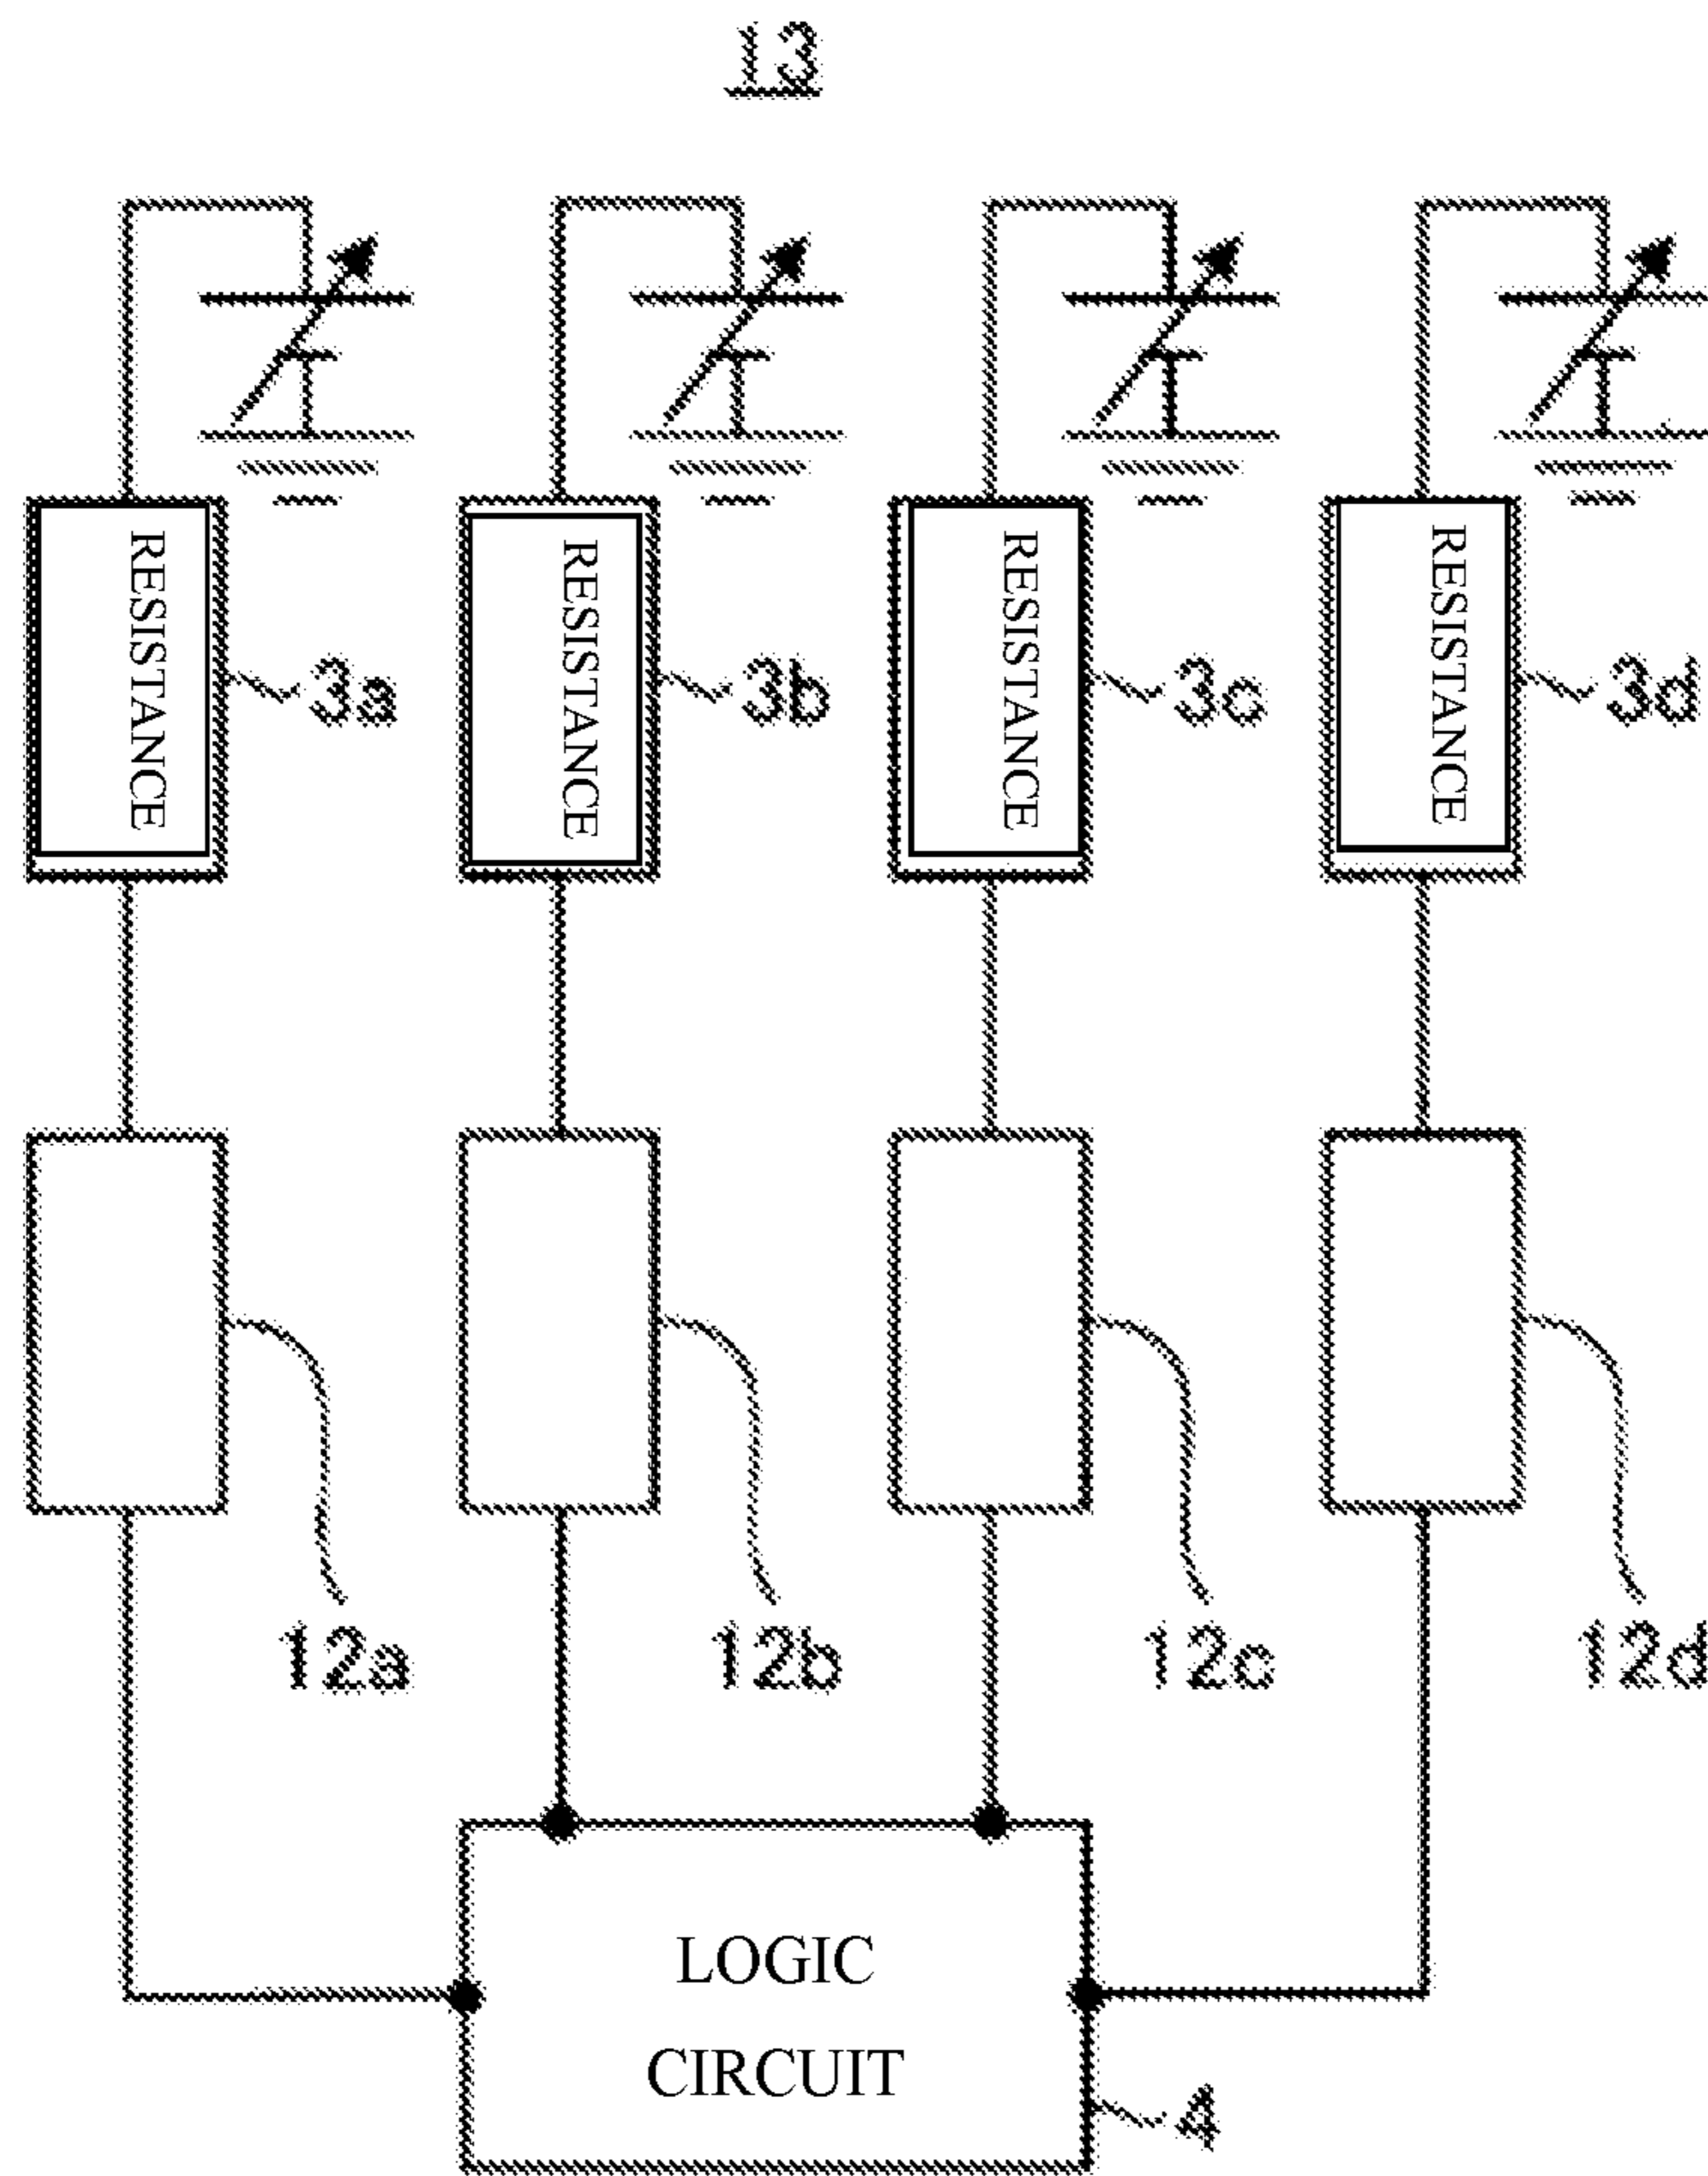 13
RESISTANCE
3a
RESISTANCE
3b
RESISTANCE
3c
RESISTANCE
3d
12a
12b
12c
12d
LOGIC
CIRCUIT
4